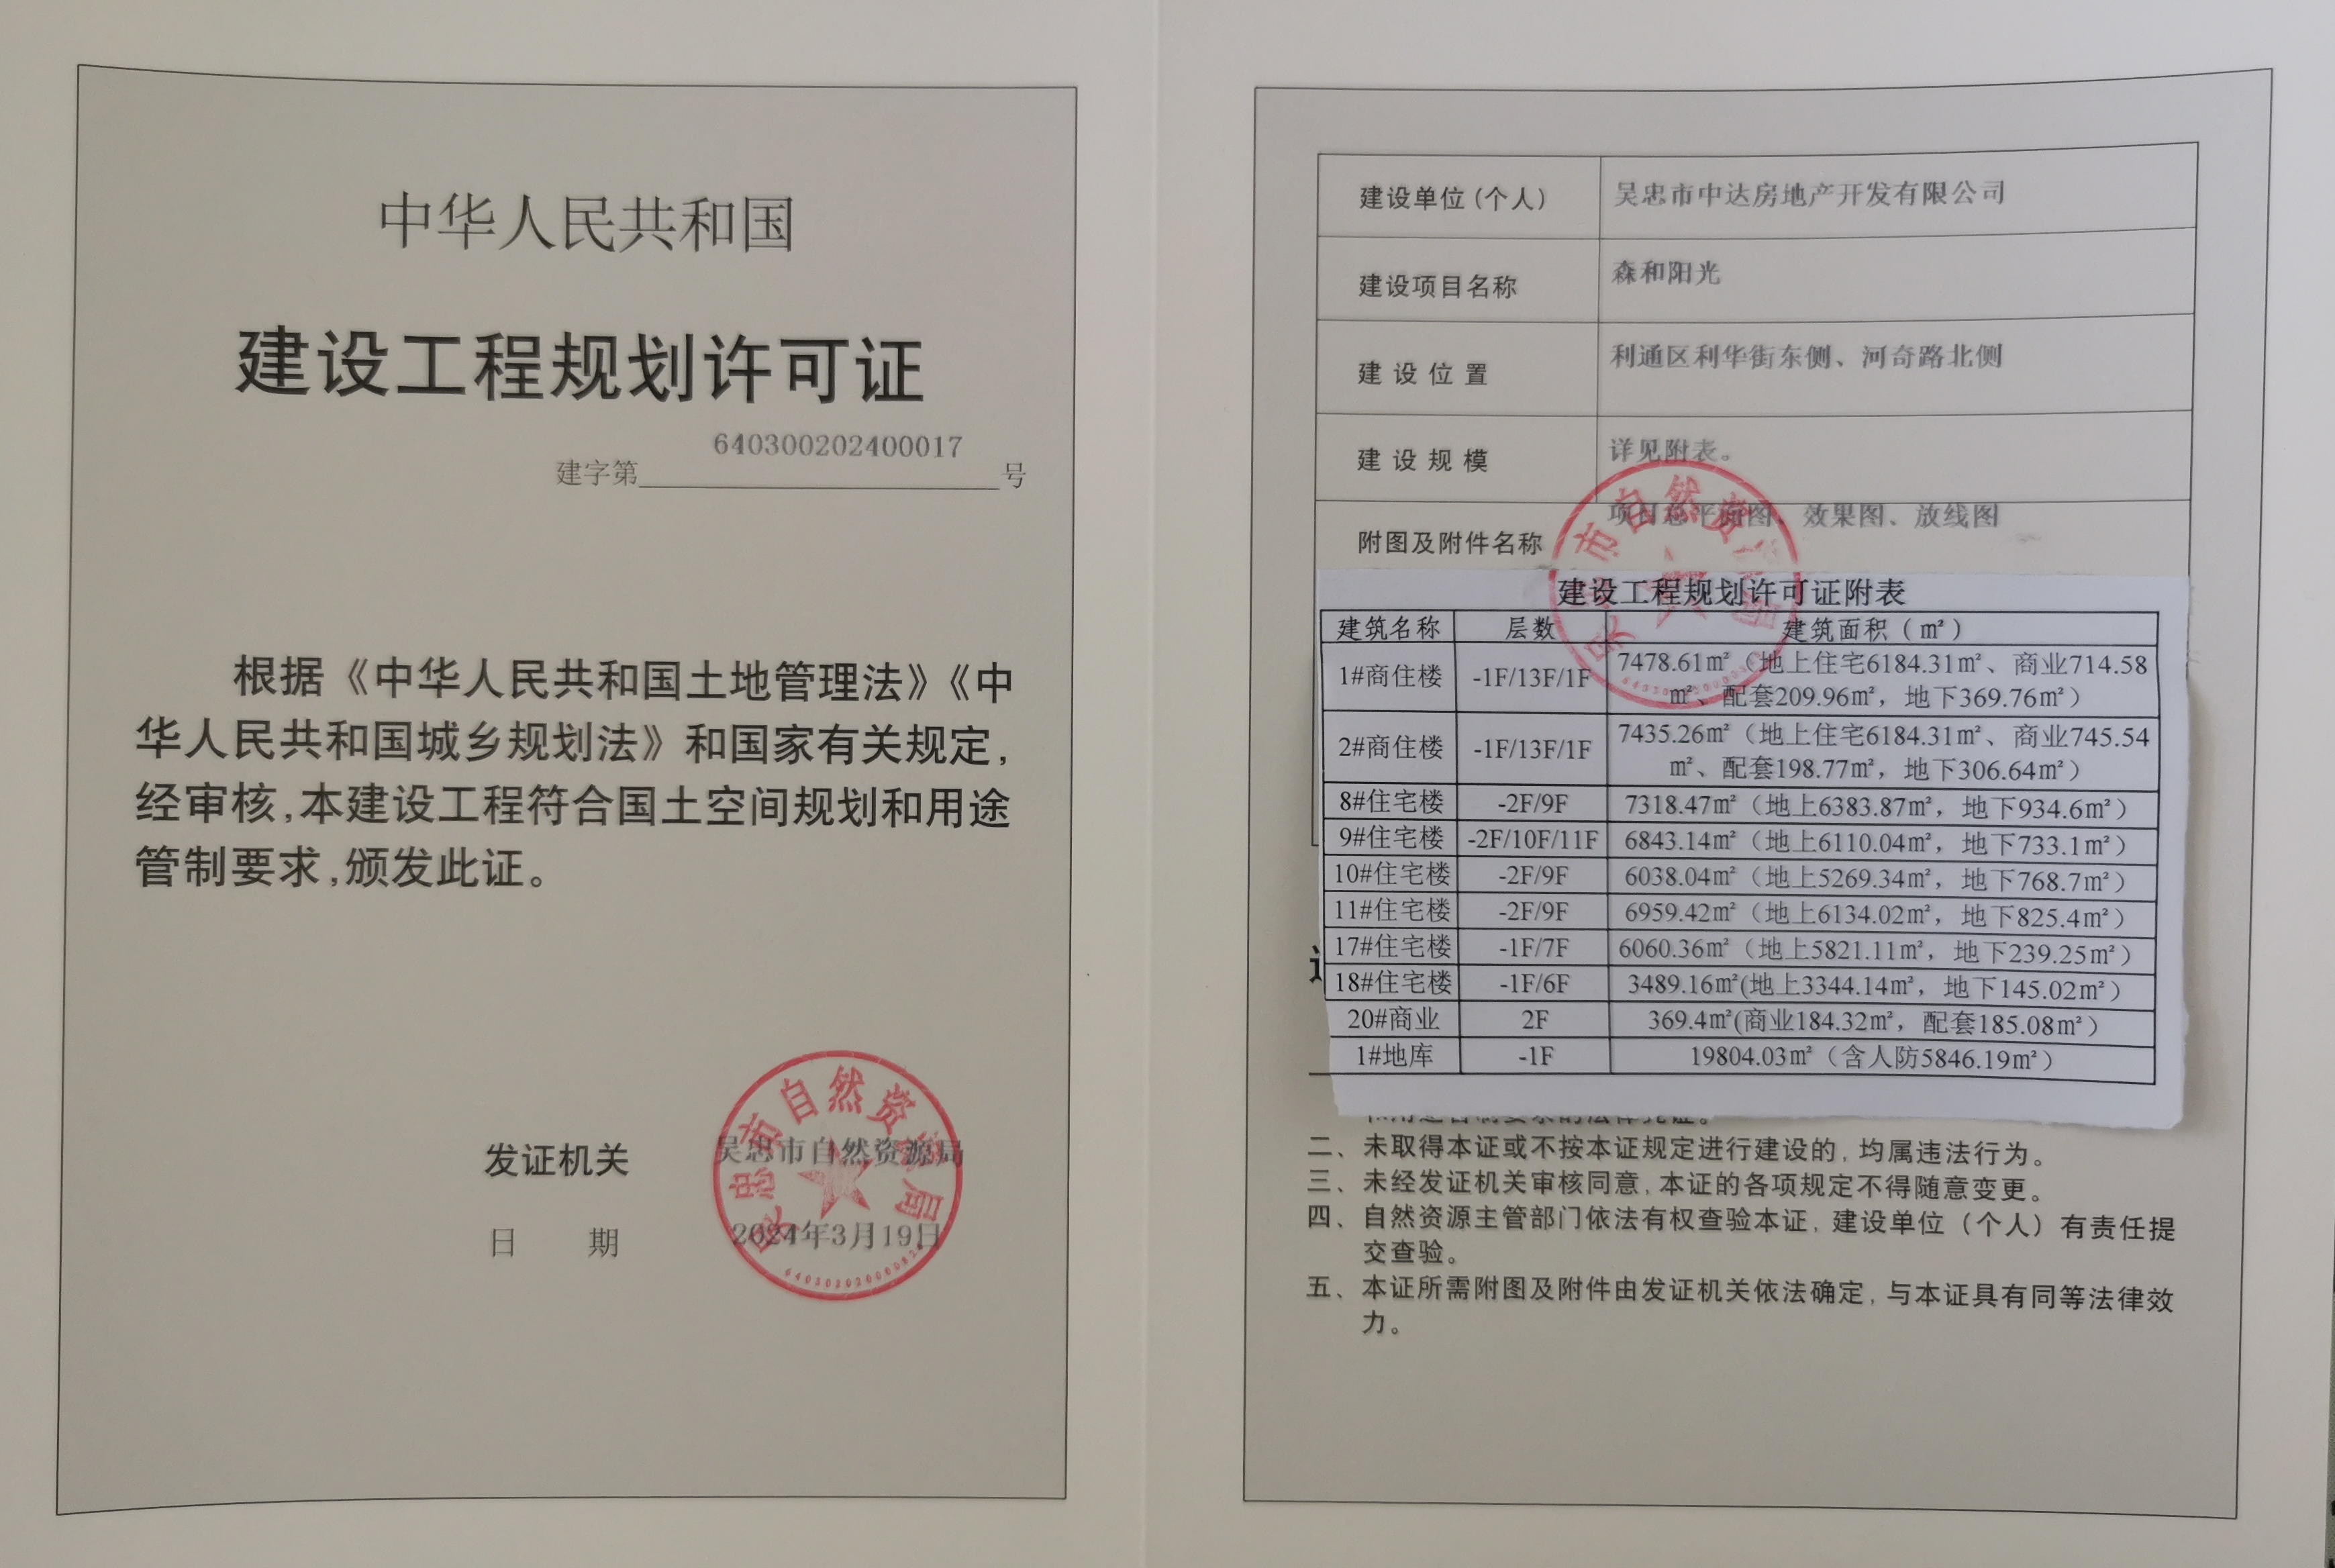 中华人民共和国
建设工程规划许可证
640300202400017
建字第 号
根据《中华人民共和国土地管理法》《中
华人民共和国城乡规划法》和国家有关规定,
经审核,本建设工程符合国土空间规划和用途
管制要求,颁发此证。
发证机关 吴忠市自然资源局
日 期 2024年3月19日
吴忠市自然资源局
建设单位(个人) 吴忠市中达房地产开发有限公司
建设项目名称 森和阳光
建设位置 利通区利华街东侧、河奇路北侧
建设规模 详见附表。
附图及附件名称 项目总平面图、效果图、放线图
吴忠市自然资源局
建设工程规划许可证附表
建筑名称 层数 建筑面积(㎡)
1#商住楼 -1F/13F/1F 7478.61㎡(地上住宅6184.31㎡、商业714.58
㎡、配套209.96㎡,地下369.76㎡)
2#商住楼 -1F/13F/1F 7435.26㎡(地上住宅6184.31㎡、商业745.54
㎡、配套198.77㎡,地下306.64㎡)
8#住宅楼 -2F/9F 7318.47㎡(地上6383.87㎡,地下934.6㎡)
9#住宅楼 -2F/10F/11F 6843.14㎡(地上6110.04㎡,地下733.1㎡)
10#住宅楼 -2F/9F 6038.04㎡(地上5269.34㎡,地下768.7㎡)
11#住宅楼 -2F/9F 6959.42㎡(地上6134.02㎡,地下825.4㎡)
17#住宅楼 -1F/7F 6060.36㎡(地上5821.11㎡,地下239.25㎡)
18#住宅楼 -1F/6F 3489.16㎡(地上3344.14㎡,地下145.02㎡)
20#商业 2F 369.4㎡(商业184.32㎡,配套185.08㎡)
1#地库 -1F 19804.03㎡(含人防5846.19㎡)
二、未取得本证或不按本证规定进行建设的,均属违法行为。
三、未经发证机关审核同意,本证的各项规定不得随意变更。
四、自然资源主管部门依法有权查验本证,建设单位(个人)有责任提
交查验。
五、本证所需附图及附件由发证机关依法确定,与本证具有同等法律效
力。